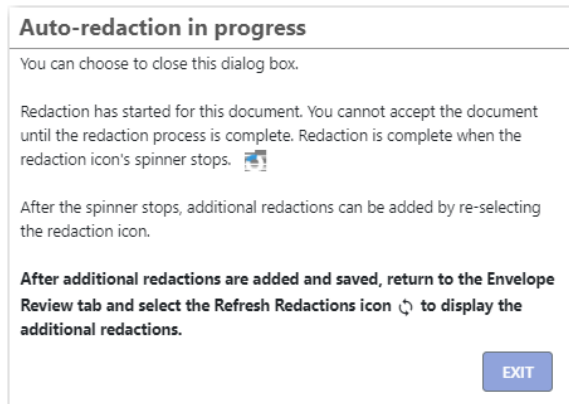 Auto-redaction in progress
You can choose to close this dialog box.
Redaction has started for this document. You cannot accept the document
until the redaction process is complete. Redaction is complete when the
redaction icon's spinner stops.
After the spinner stops, additional redactions can be added by re-selecting
the redaction icon.
After additional redactions are added and saved, return to the Envelope
Review tab and select the Refresh Redactions icon to display the
additional redactions.
EXIT